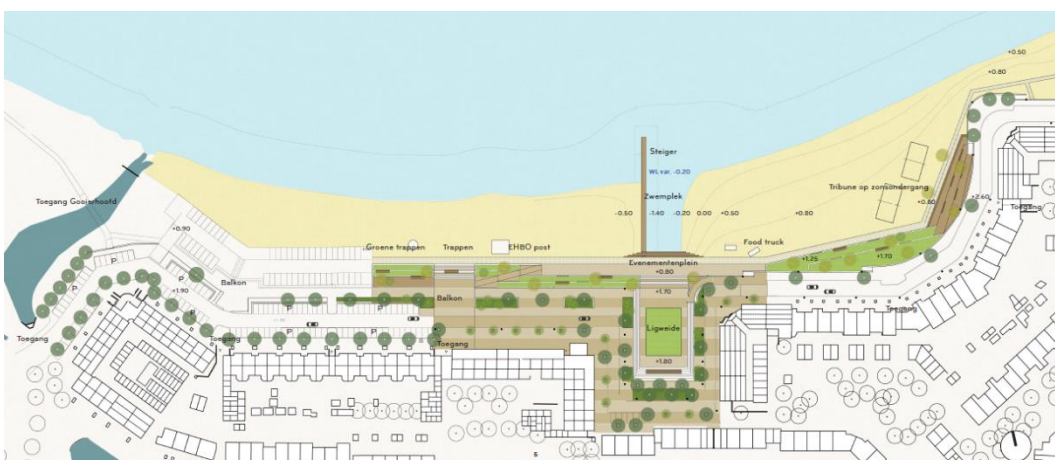 +0.50
+0.80
Steiger
WL var. -0.20
Zwemplek
Tribune op zonsondergang
Toegang Gooierhoofd
-0.50 -1.40 -0.20 0.00 +0.50 +0.80
+0.60
+2.60
Toegang
+0.90
Groene trappen Trappen EHBO post
Food truck
Evenementenplein
+0.80
+1.25 +1.70
P
P
Balkon
+1.90
P
+1.70
Balkon
Toegang
P
P
Ligweide
Toegang
Toegang
Toegang
+1.80
5